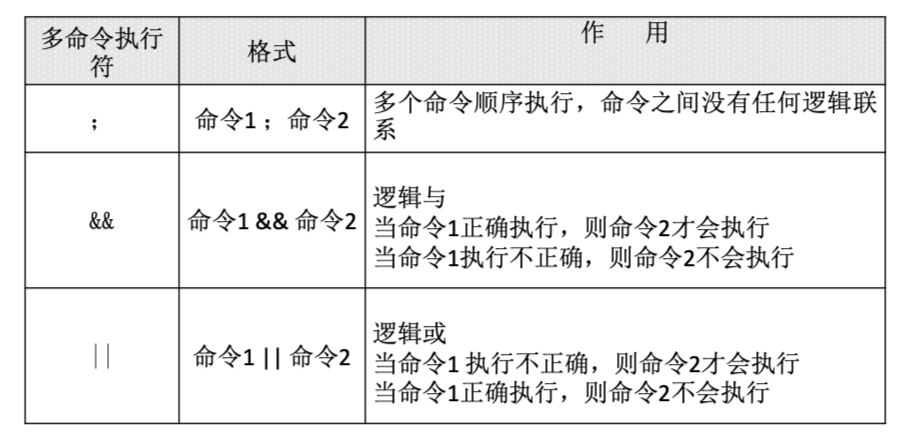 多命令执行符
格式
作 用
;
命令1 ；命令2
多个命令顺序执行，命令之间没有任何逻辑联
系
&&
命令1 && 命令2
逻辑与
当命令1正确执行，则命令2才会执行
当命令1执行不正确，则命令2不会执行
||
命令1 || 命令2
逻辑或
当命令1 执行不正确，则命令2才会执行
当命令1正确执行，则命令2不会执行